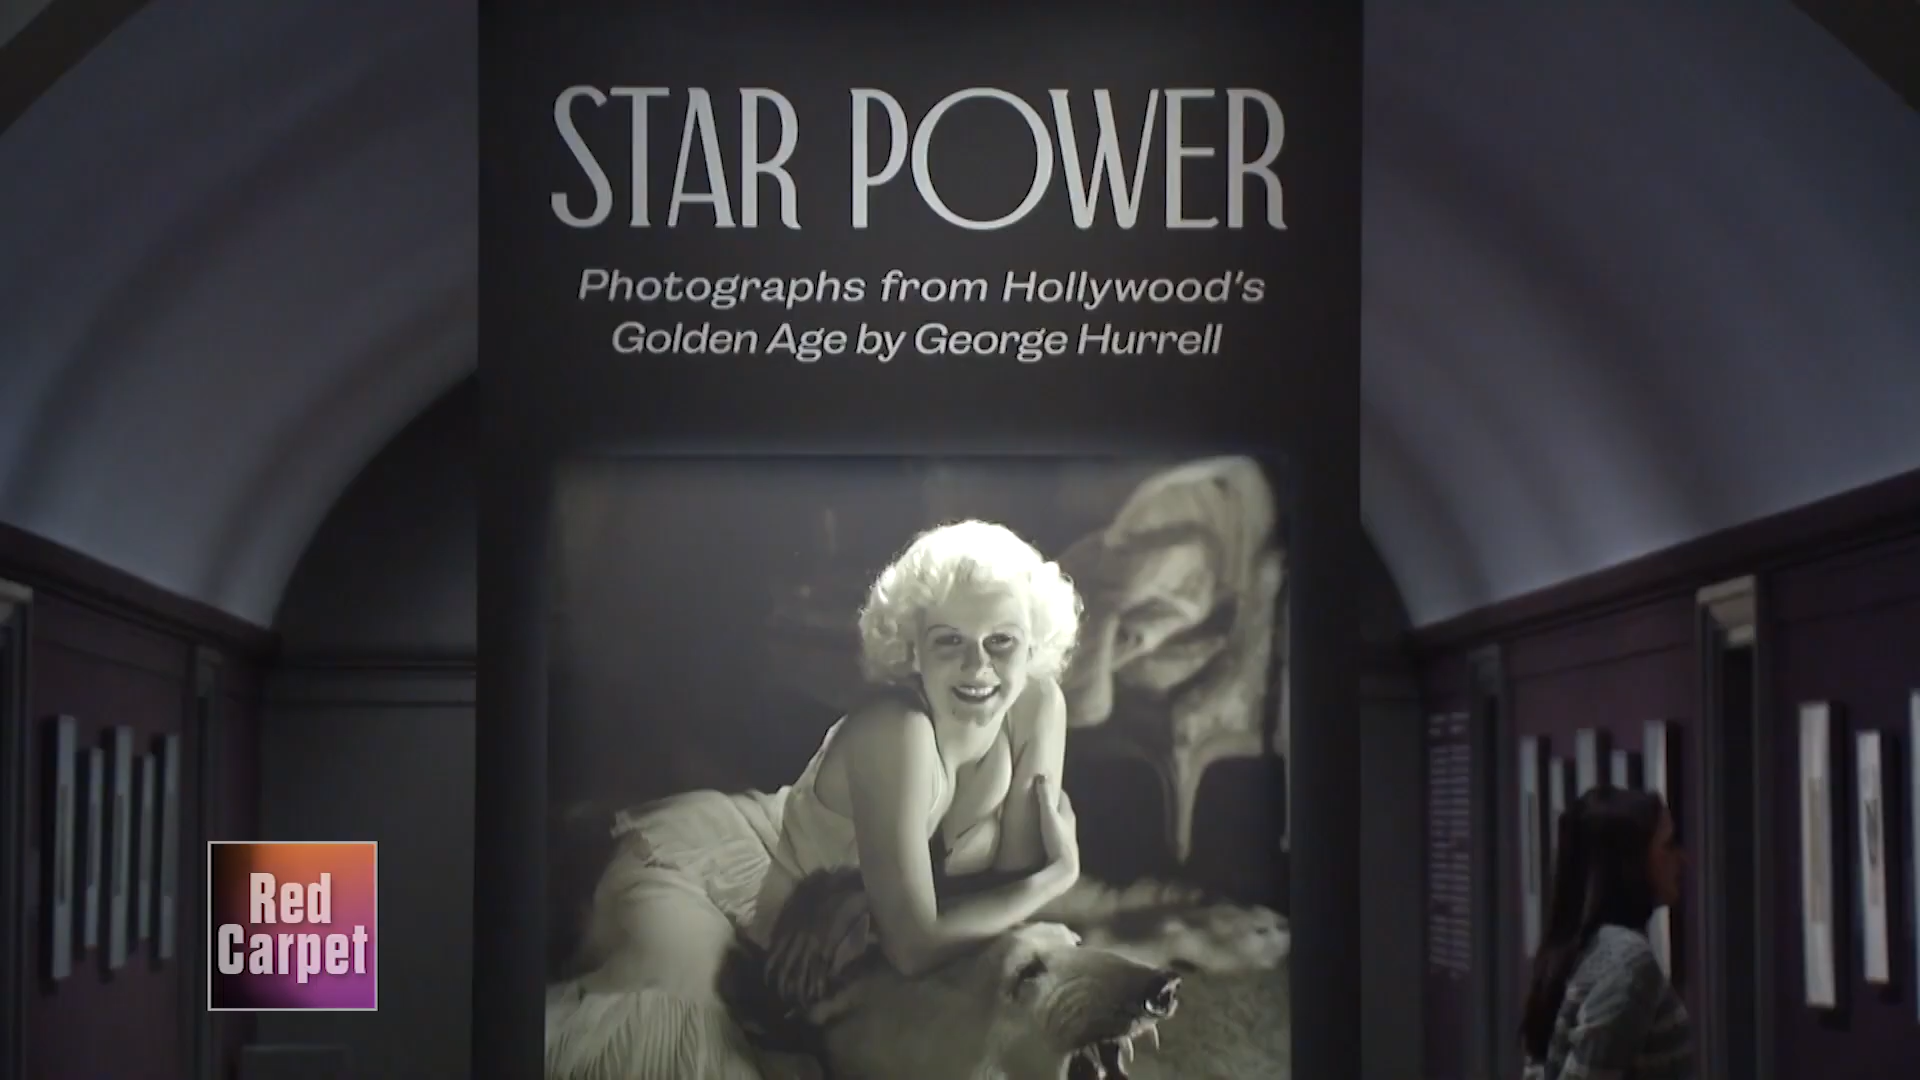 STAR POWER
Photographs from Hollywood's
Golden Age by George Hurrell
Red
Carpet